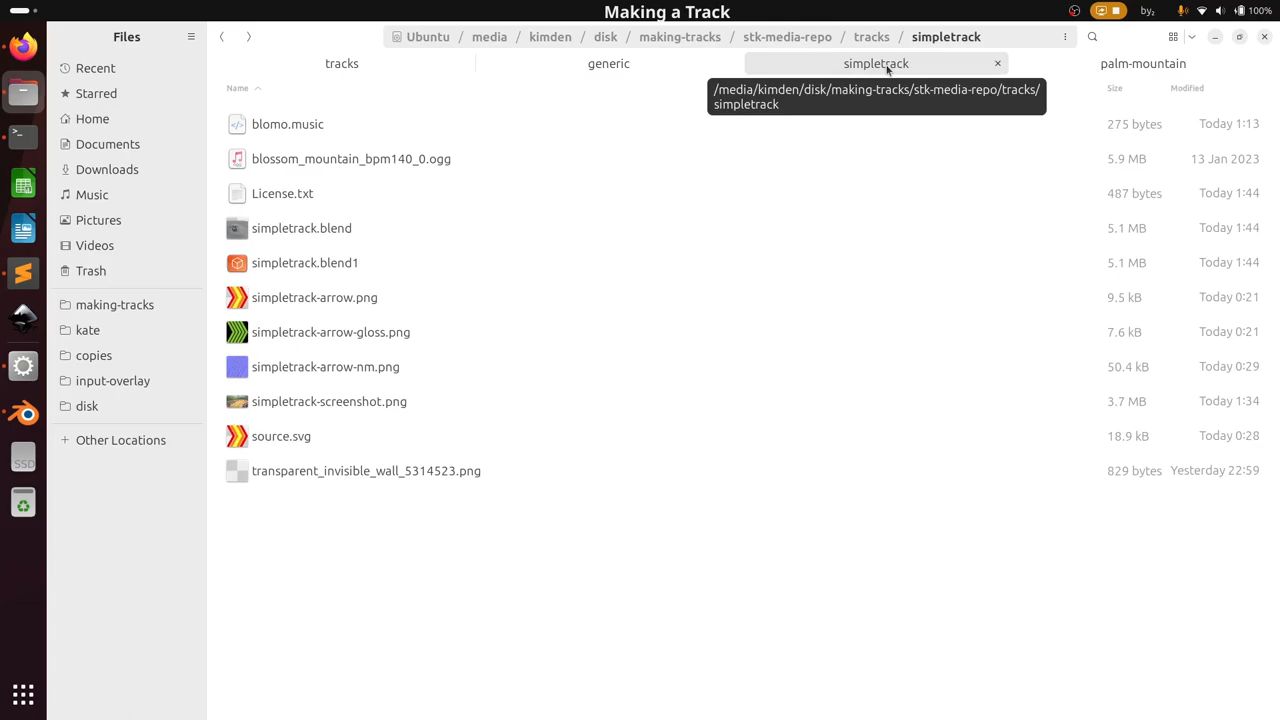 Making a Track
by₂
100%
Files
Ubuntu / media / kimden / disk / making-tracks / stk-media-repo / tracks / simpletrack
tracks
generic
simpletrack
palm-mountain
/media/kimden/disk/making-tracks/stk-media-repo/tracks/
simpletrack
Name
Size
Modified
Recent
Starred
Home
Documents
Downloads
Music
Pictures
Videos
Trash
making-tracks
kate
copies
input-overlay
disk
+ Other Locations
SSD
blomo.music 275 bytes Today 1:13
blossom_mountain_bpm140_0.ogg 5.9 MB 13 Jan 2023
License.txt 487 bytes Today 1:44
simpletrack.blend 5.1 MB Today 1:44
simpletrack.blend1 5.1 MB Today 1:44
simpletrack-arrow.png 9.5 kB Today 0:21
simpletrack-arrow-gloss.png 7.6 kB Today 0:21
simpletrack-arrow-nm.png 50.4 kB Today 0:29
simpletrack-screenshot.png 3.7 MB Today 1:34
source.svg 18.9 kB Today 0:28
transparent_invisible_wall_5314523.png 829 bytes Yesterday 22:59